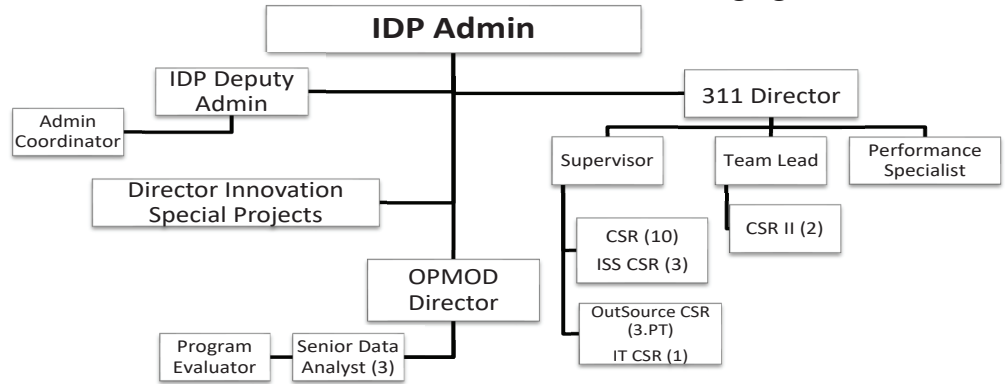 IDP Admin
IDP Deputy
Admin
311 Director
Admin
Coordinator
Supervisor
Team Lead
Performance
Specialist
Director Innovation
Special Projects
CSR (10)
ISS CSR (3)
CSR II (2)
OPMOD
Director
OutSource CSR
(3.PT)
IT CSR (1)
Program
Evaluator
Senior Data
Analyst (3)